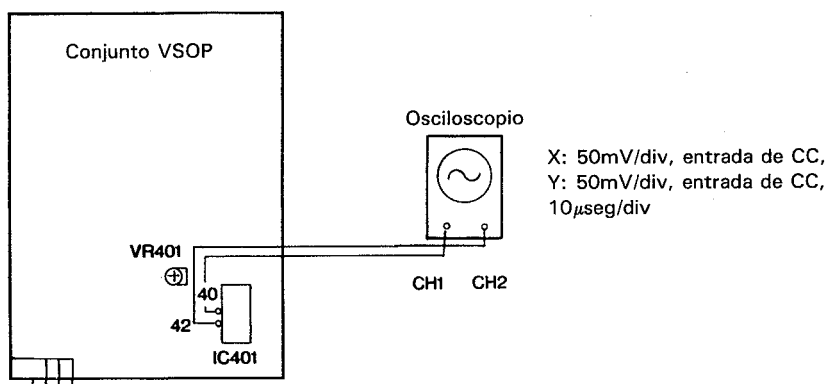 Conjunto VSOP
Osciloscopio
X: 50mV/div, entrada de CC,
Y: 50mV/div, entrada de CC,
10μseg/div
VR401
CH1 CH2
40
42
IC401